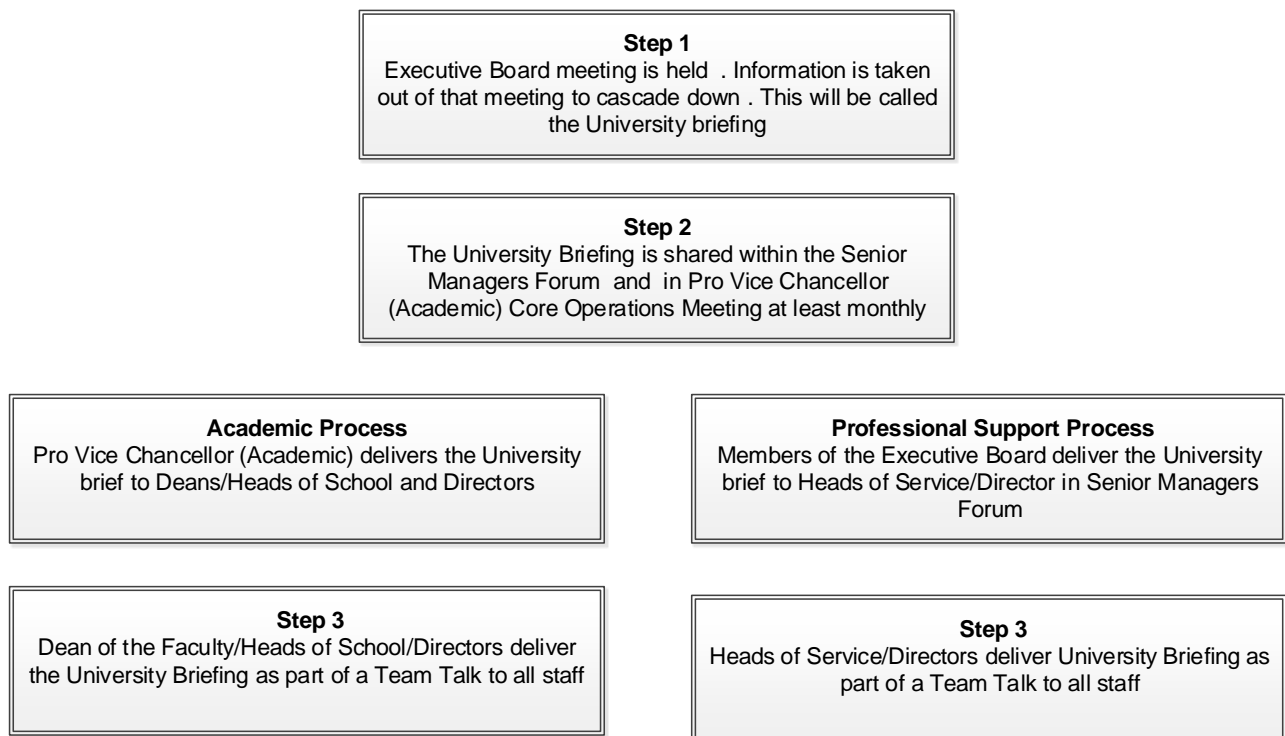 Step 1
Executive Board meeting is held . Information is taken
out of that meeting to cascade down . This will be called
the University briefing
Step 2
The University Briefing is shared within the Senior
Managers Forum and in Pro Vice Chancellor
(Academic) Core Operations Meeting at least monthly
Academic Process
Pro Vice Chancellor (Academic) delivers the University
brief to Deans/Heads of School and Directors
Professional Support Process
Members of the Executive Board deliver the University
brief to Heads of Service/Director in Senior Managers
Forum
Step 3
Dean of the Faculty/Heads of School/Directors deliver
the University Briefing as part of a Team Talk to all staff
Step 3
Heads of Service/Directors deliver University Briefing as
part of a Team Talk to all staff